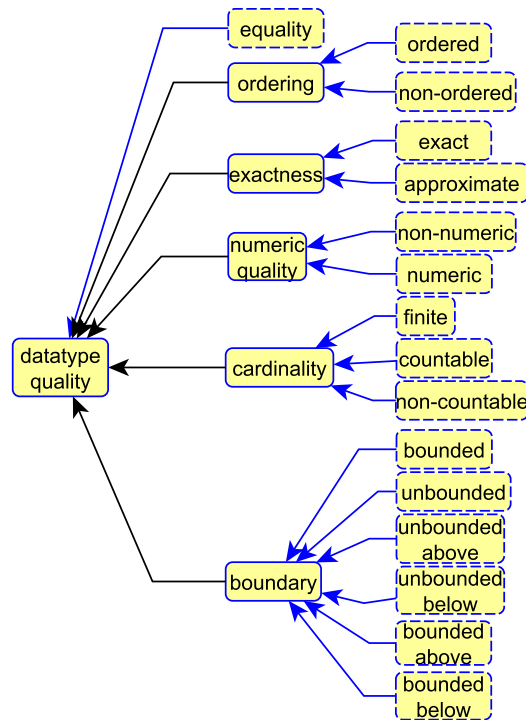 equality
ordered
ordering
non-ordered
exact
exactness
approximate
non-numeric
numeric
quality
numeric
finite
datatype
quality
cardinality
countable
non-countable
bounded
unbounded
unbounded
above
boundary
unbounded
below
bounded
above
bounded
below